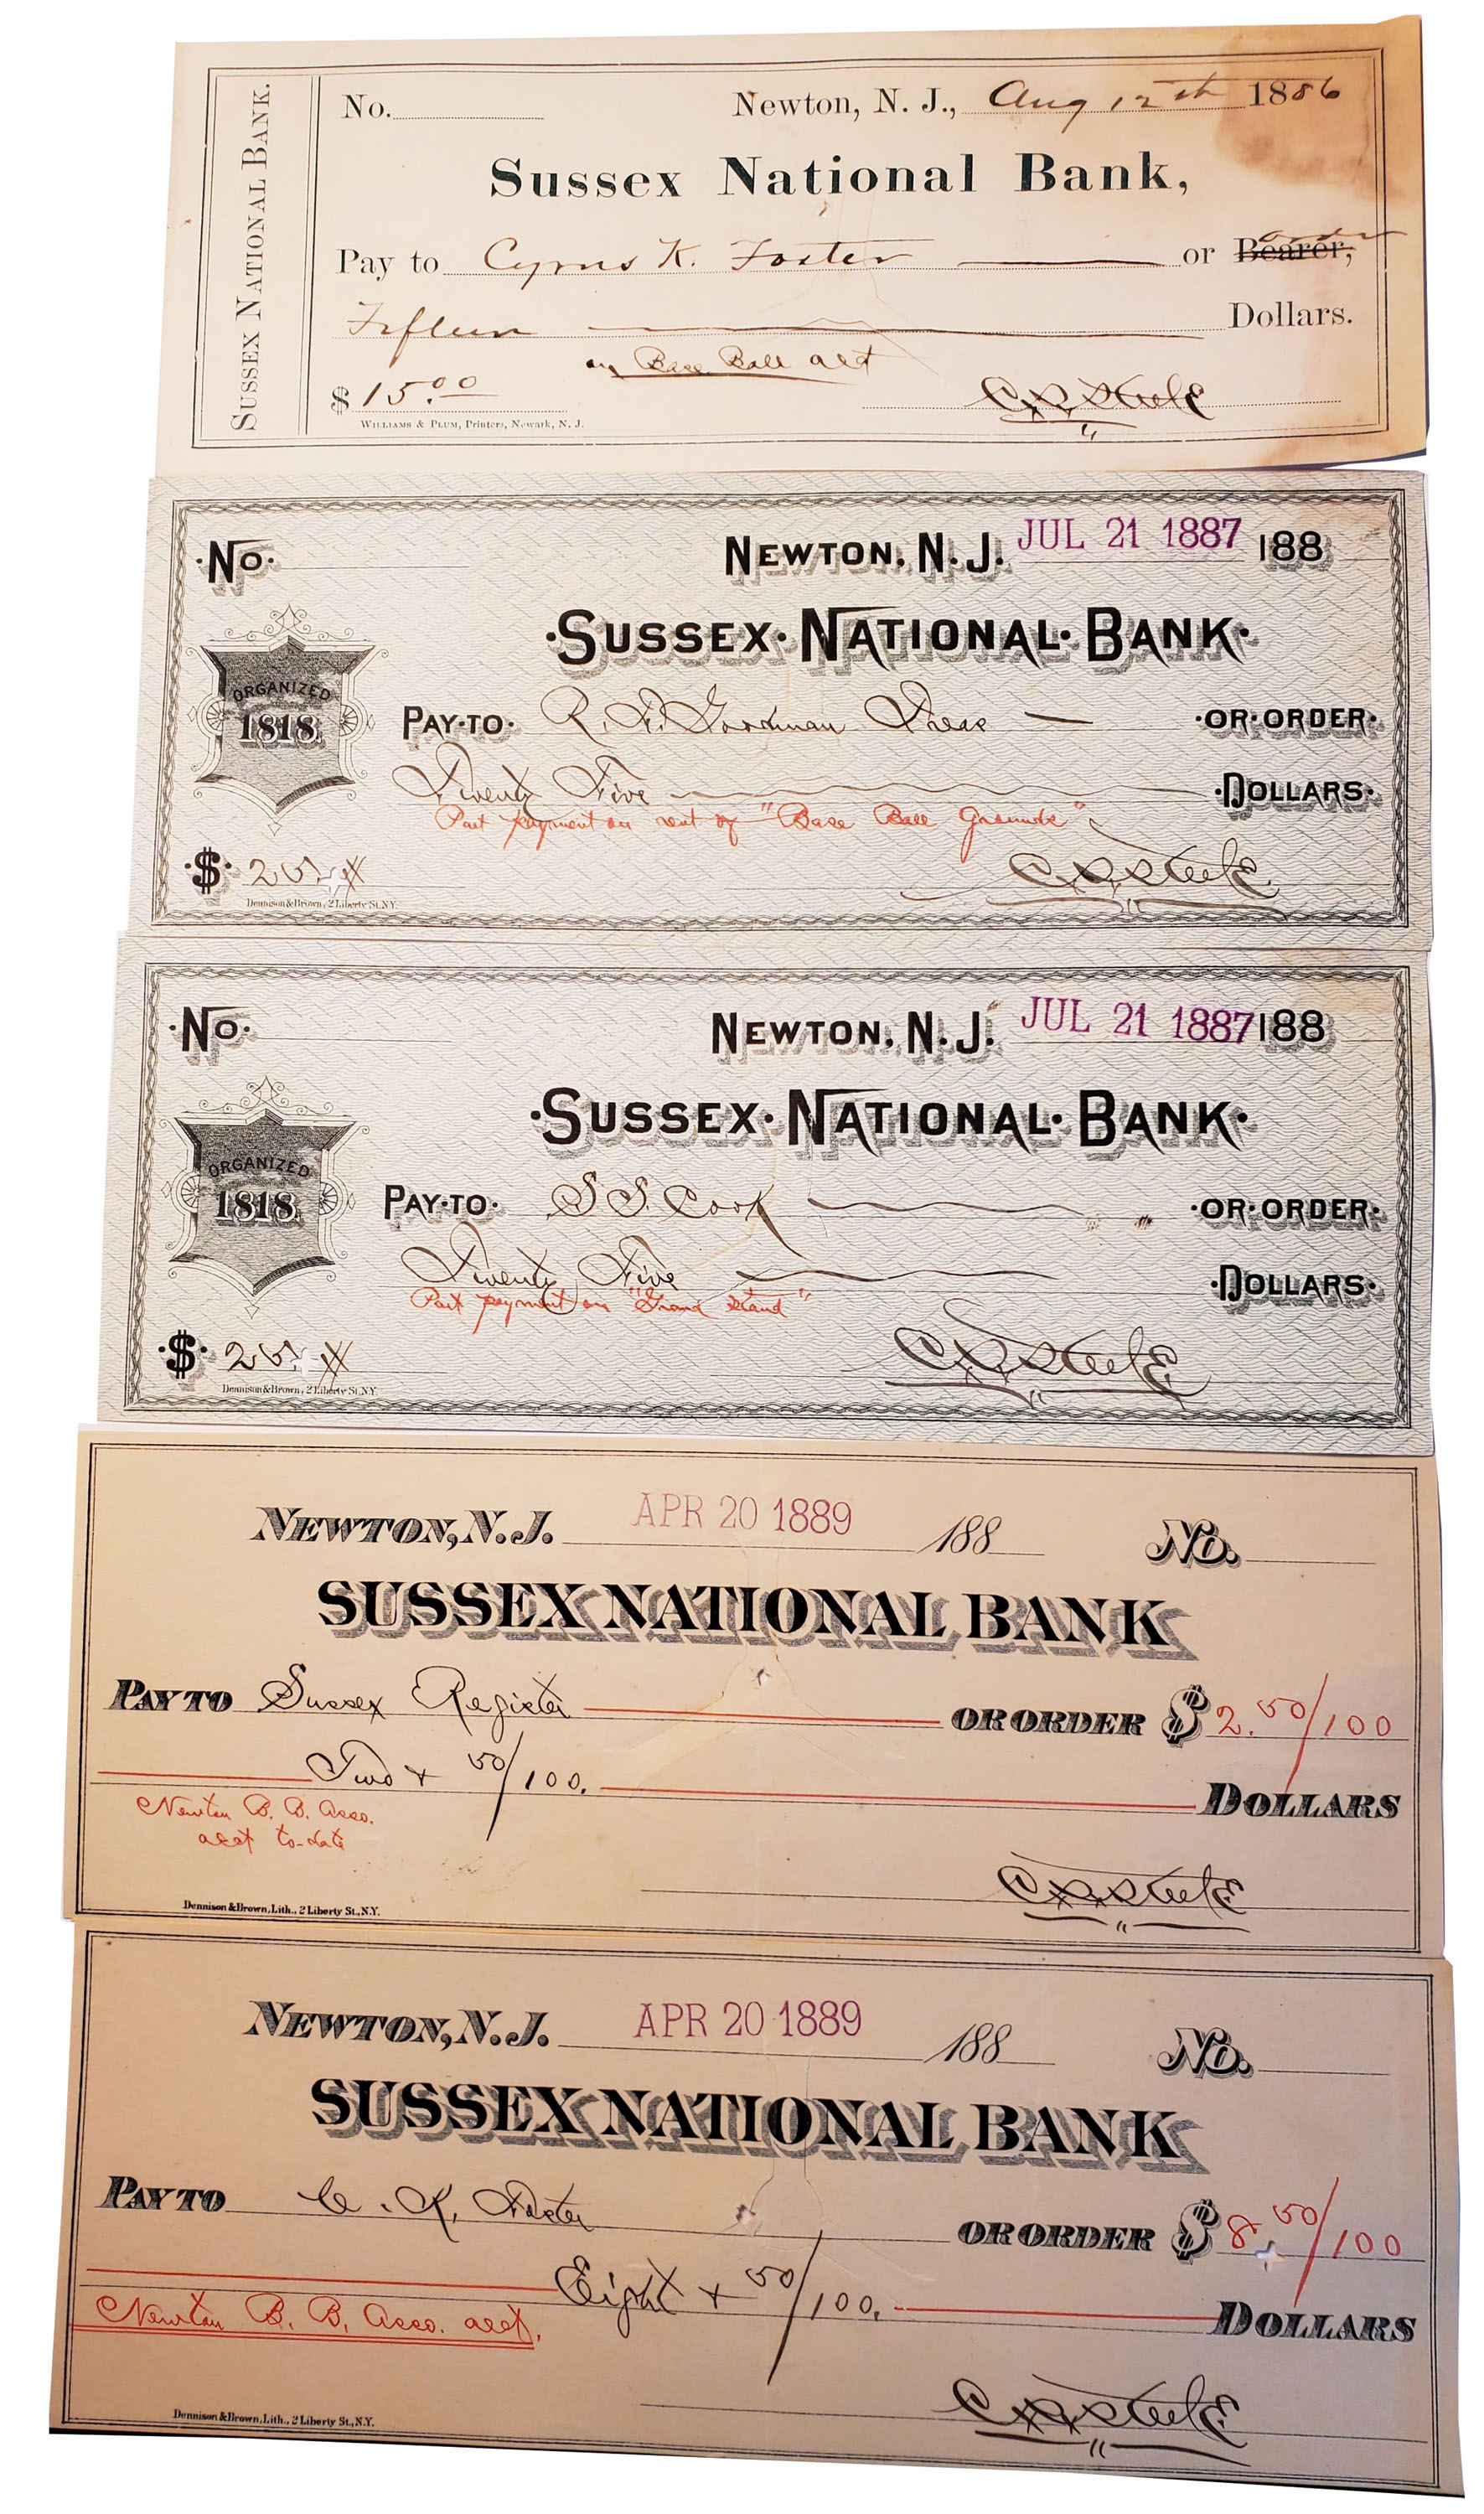 SUSSEX NATIONAL BANK.
No. Newton, N. J., Aug 12th 1886
Sussex National Bank,
Pay to Cyrus K. Foster or Bearer, order
Fifteen Dollars.
Base Ball acct
$ 15.00 C. S. Steele
WILLIAMS & PLUM, Printers, Newark, N. J.
·No· NEWTON, N. J. JUL 21 1887 188
·SUSSEX·NATIONAL·BANK·
ORGANIZED
1818
PAY·TO· R. F. Goodman Treas ·OR·ORDER·
Twenty Five ·DOLLARS·
Part payment on rent of "Base Ball Grounds"
·$· 25
Dennison & Brown, 2 Liberty St. N.Y.
·No· NEWTON, N. J. JUL 21 1887 188
·SUSSEX·NATIONAL·BANK·
ORGANIZED
1818
PAY·TO· S S. Cook ·OR·ORDER·
Twenty Five ·DOLLARS·
Part payment on "Grand Stand"
·$· 25
Dennison & Brown, 2 Liberty St. N.Y.
NEWTON, N. J. APR 20 1889 188 No.
SUSSEX NATIONAL BANK
PAY TO Sussex Register OR ORDER $ 2.50/100
Two + 50/100. DOLLARS
Newton B. B. Asso.
acct to-date
Dennison & Brown, Lith., 2 Liberty St., N.Y.
NEWTON, N. J. APR 20 1889 188 No.
SUSSEX NATIONAL BANK
PAY TO C. K. Foster OR ORDER $ 8.50/100
Eight + 50/100. DOLLARS
Newton B. B. Asso. acct.
Dennison & Brown, Lith., 2 Liberty St., N.Y.